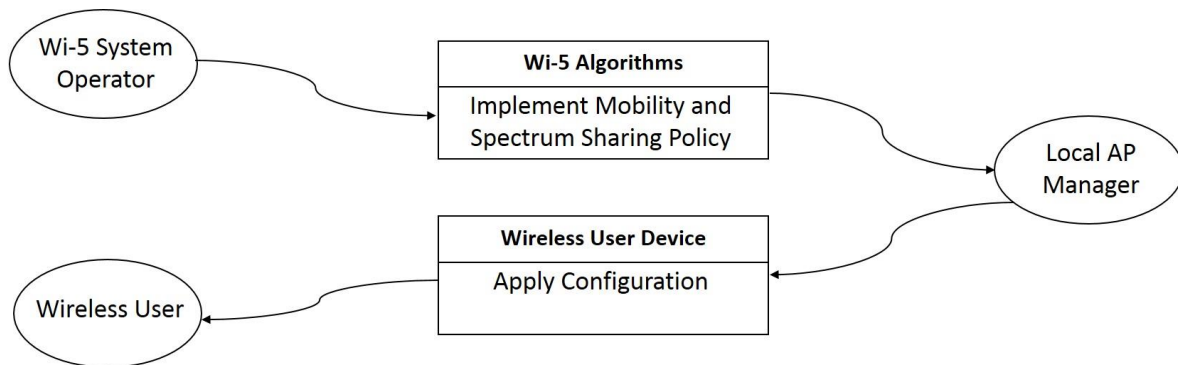 Wi-5 System
Operator
Wi-5 Algorithms
Implement Mobility and
Spectrum Sharing Policy
Local AP
Manager
Wireless User Device
Apply Configuration
Wireless User